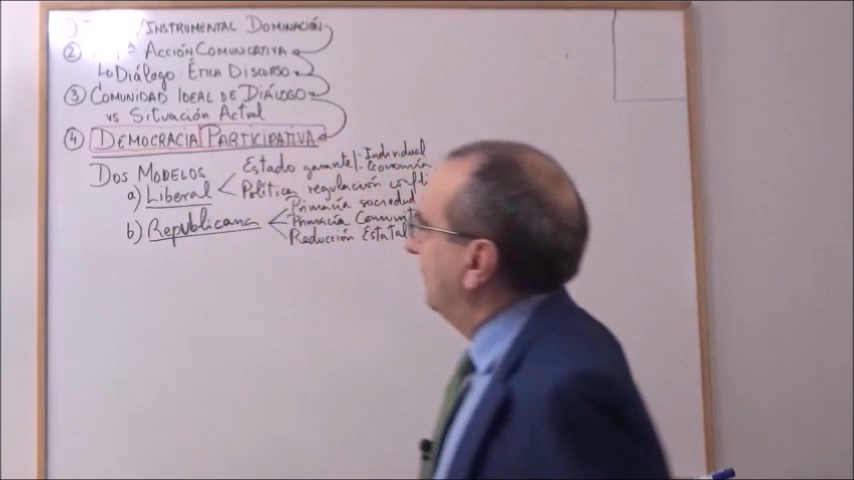 /Instrumental Dominación
② Acción Comunicativa
↳ Diálogo: Ética Discurso
③ Comunidad Ideal de Diálogo
vs Situación Actual
④ Democracia Participativa
Dos Modelos
a) Liberal
Estado garante - Individual
- Economía
Política regulación
b) Republicana
Primacía sociedad
Primacía
Reducción Estatal